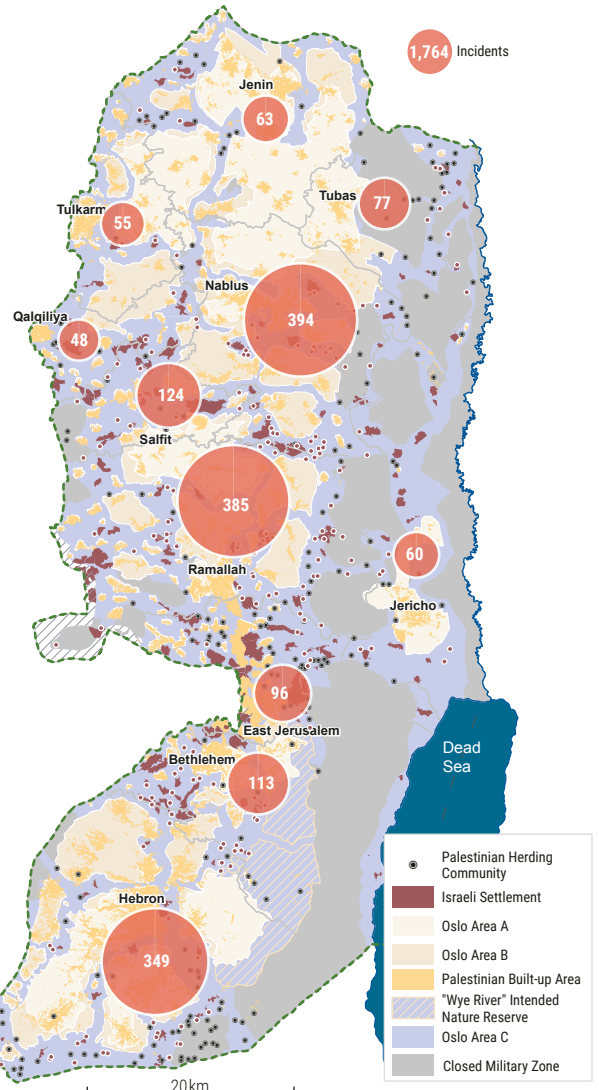 1,764 Incidents
Jenin
63
Tubas
77
Tulkarm
55
Nablus
394
Qalqiliya
48
124
Salfit
385
Ramallah
60
Jericho
96
East Jerusalem
Bethlehem
113
Dead
Sea
Hebron
349
Palestinian Herding
Community
Israeli Settlement
Oslo Area A
Oslo Area B
Palestinian Built-up Area
"Wye River" Intended
Nature Reserve
Oslo Area C
Closed Military Zone
20km